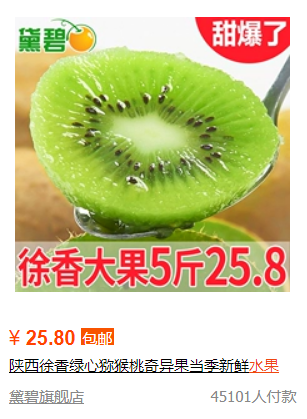 黛碧
甜爆了
徐香大果5斤25.8
¥ 25.80 包邮
陕西徐香绿心猕猴桃奇异果当季新鲜水果
黛碧旗舰店 45101人付款